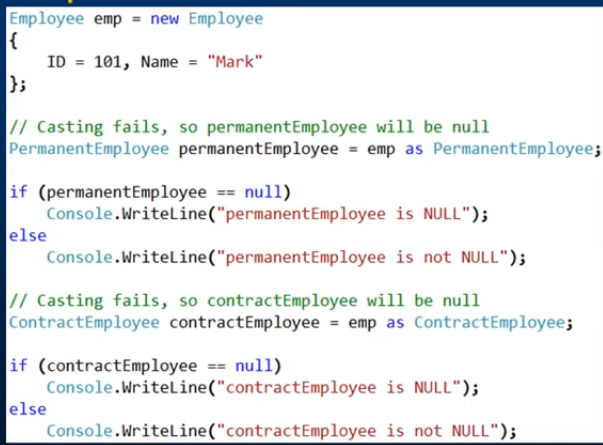 Employee emp = new Employee
{
    ID = 101, Name = "Mark"
};

// Casting fails, so permanentEmployee will be null
PermanentEmployee permanentEmployee = emp as PermanentEmployee;

if (permanentEmployee == null)
    Console.WriteLine("permanentEmployee is NULL");
else
    Console.WriteLine("permanentEmployee is not NULL");

// Casting fails, so contractEmployee will be null
ContractEmployee contractEmployee = emp as ContractEmployee;

if (contractEmployee == null)
    Console.WriteLine("contractEmployee is NULL");
else
    Console.WriteLine("contractEmployee is not NULL");